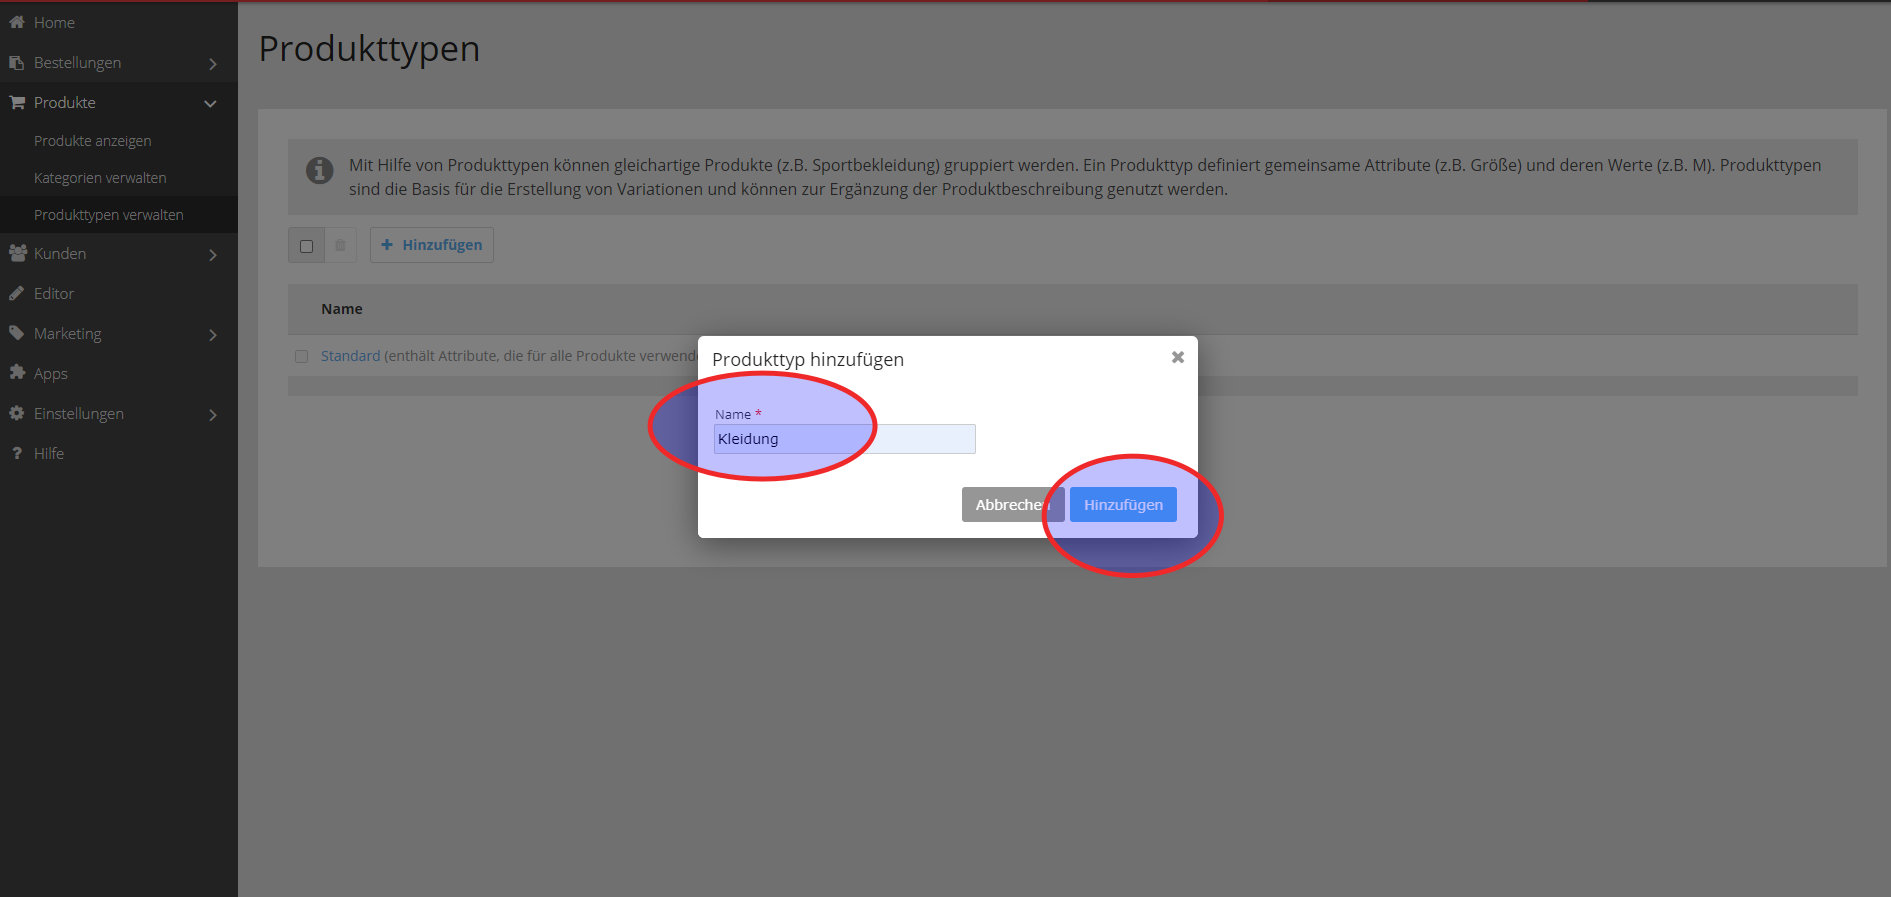 Home
Bestellungen
Produkte
Produkte anzeigen
Kategorien verwalten
Produkttypen verwalten
Kunden
Editor
Marketing
Apps
Einstellungen
? Hilfe
Produkttypen
Mit Hilfe von Produkttypen können gleichartige Produkte (z.B. Sportbekleidung) gruppiert werden. Ein Produkttyp definiert gemeinsame Attribute (z.B. Größe) und deren Werte (z.B. M). Produkttypen
sind die Basis für die Erstellung von Variationen und können zur Ergänzung der Produktbeschreibung genutzt werden.
+ Hinzufügen
Name
Standard (enthält Attribute, die für alle Produkte
Produkttyp hinzufügen
Name *
Kleidung
Abbrechen
Hinzufügen